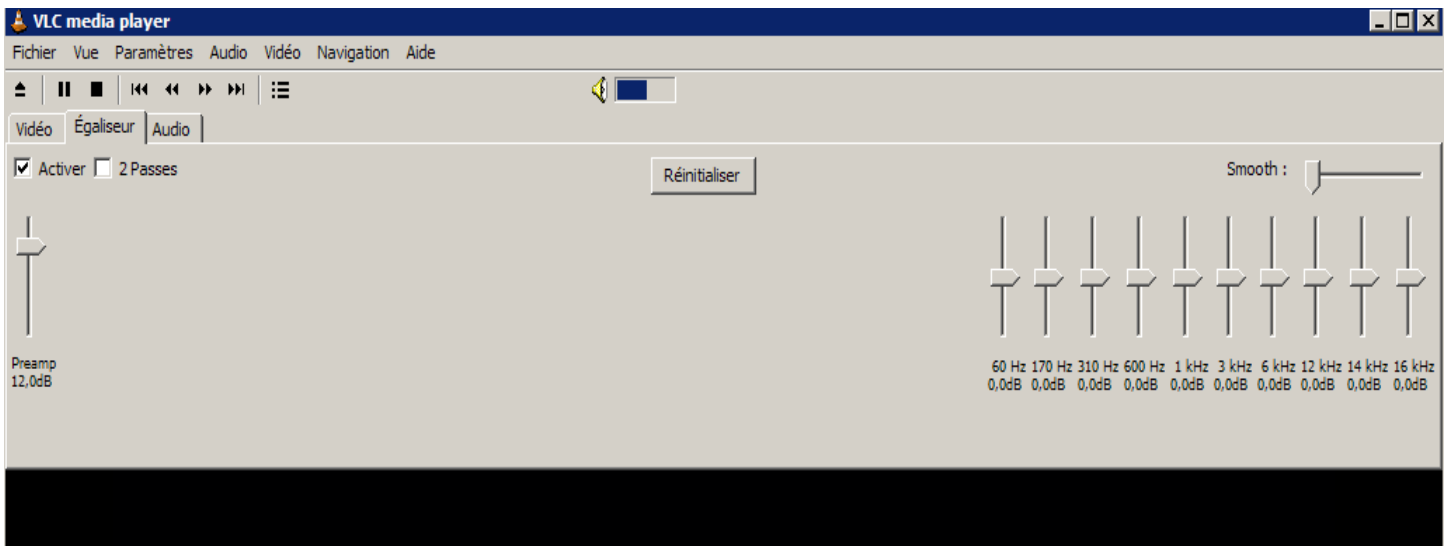 VLC media player
Fichier Vue Paramètres Audio Vidéo Navigation Aide
Vidéo Égaliseur Audio
Activer 2 Passes Réinitialiser Smooth :
Preamp 60 Hz 170 Hz 310 Hz 600 Hz 1 kHz 3 kHz 6 kHz 12 kHz 14 kHz 16 kHz
12,0dB 0,0dB 0,0dB 0,0dB 0,0dB 0,0dB 0,0dB 0,0dB 0,0dB 0,0dB 0,0dB